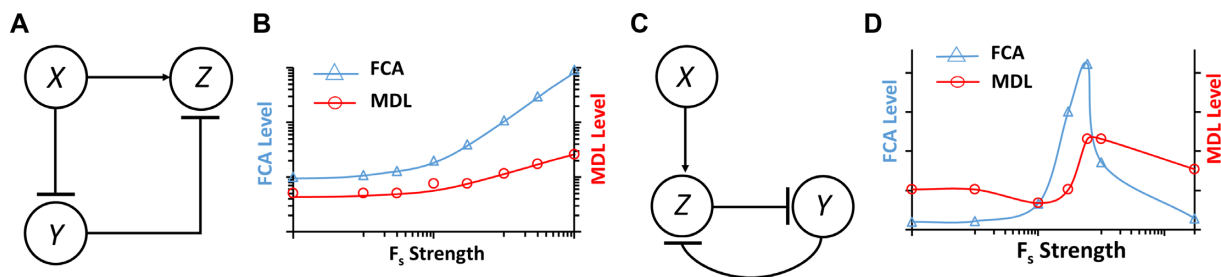 A
X
Z
Y
B
FCA
MDL
FCA Level
MDL Level
Fs Strength
C
X
Z
Y
D
FCA
MDL
FCA Level
MDL Level
Fs Strength